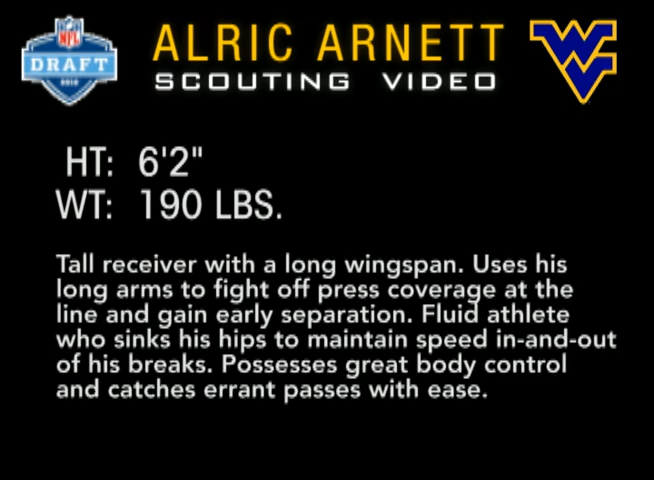 NFL
DRAFT
2010
ALRIC ARNETT
SCOUTING VIDEO
WV
HT: 6'2"
WT: 190 LBS.
Tall receiver with a long wingspan. Uses his
long arms to fight off press coverage at the
line and gain early separation. Fluid athlete
who sinks his hips to maintain speed in-and-out
of his breaks. Possesses great body control
and catches errant passes with ease.